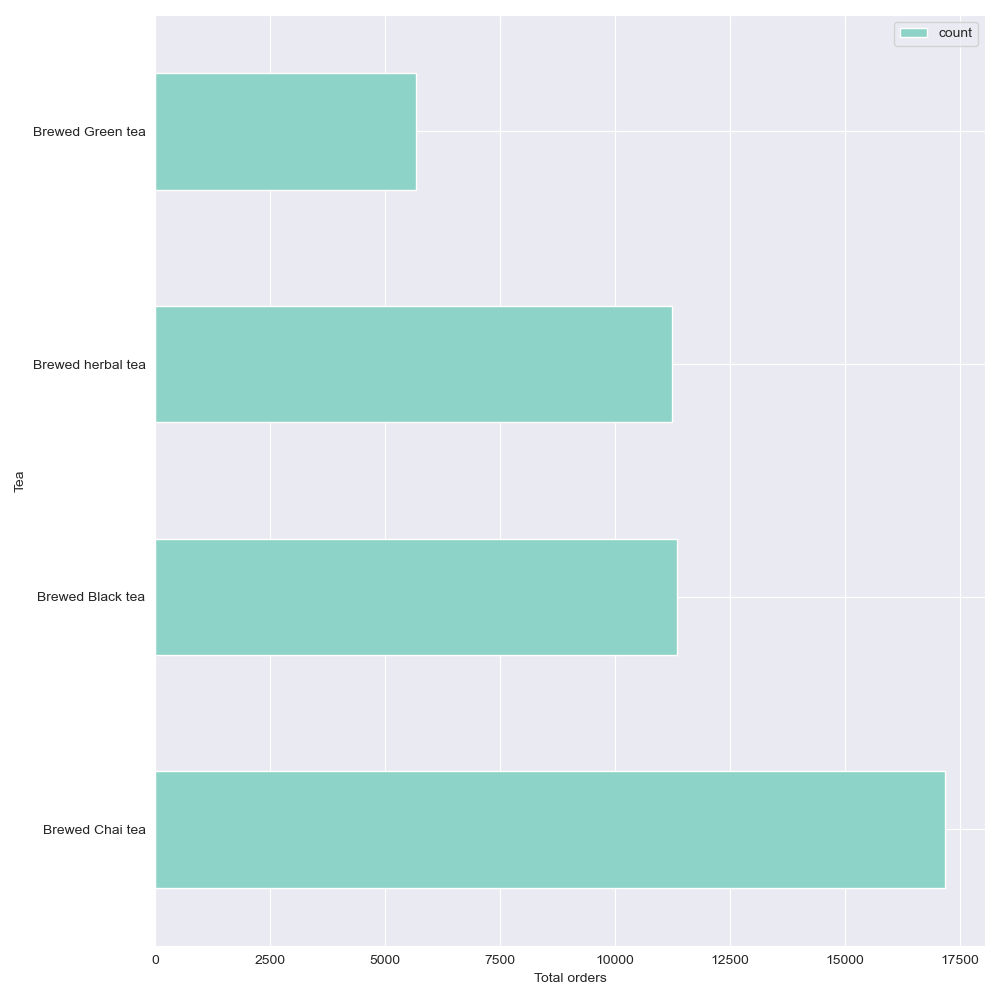 count
Brewed Green tea
Brewed herbal tea
Brewed Black tea
Brewed Chai tea
Tea
0 2500 5000 7500 10000 12500 15000 17500
Total orders